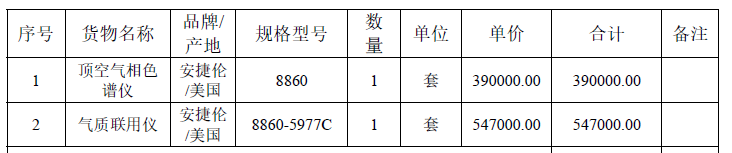 序号 货物名称 品牌/产地 规格型号 数量 单位 单价 合计 备注
1 顶空气相色谱仪 安捷伦/美国 8860 1 套 390000.00 390000.00
2 气质联用仪 安捷伦/美国 8860-5977C 1 套 547000.00 547000.00